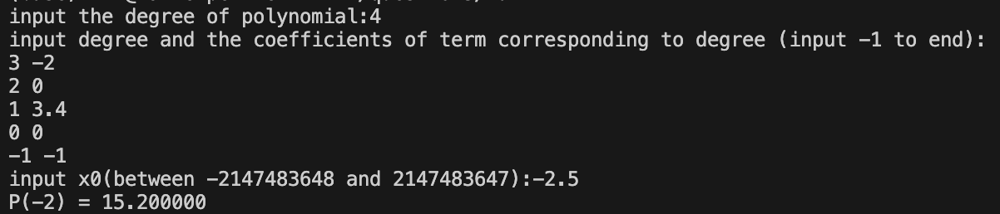 input the degree of polynomial:4
input degree and the coefficients of term corresponding to degree (input -1 to end):
3 -2
2 0
1 3.4
0 0
-1 -1
input x0(between -2147483648 and 2147483647):-2.5
P(-2) = 15.200000